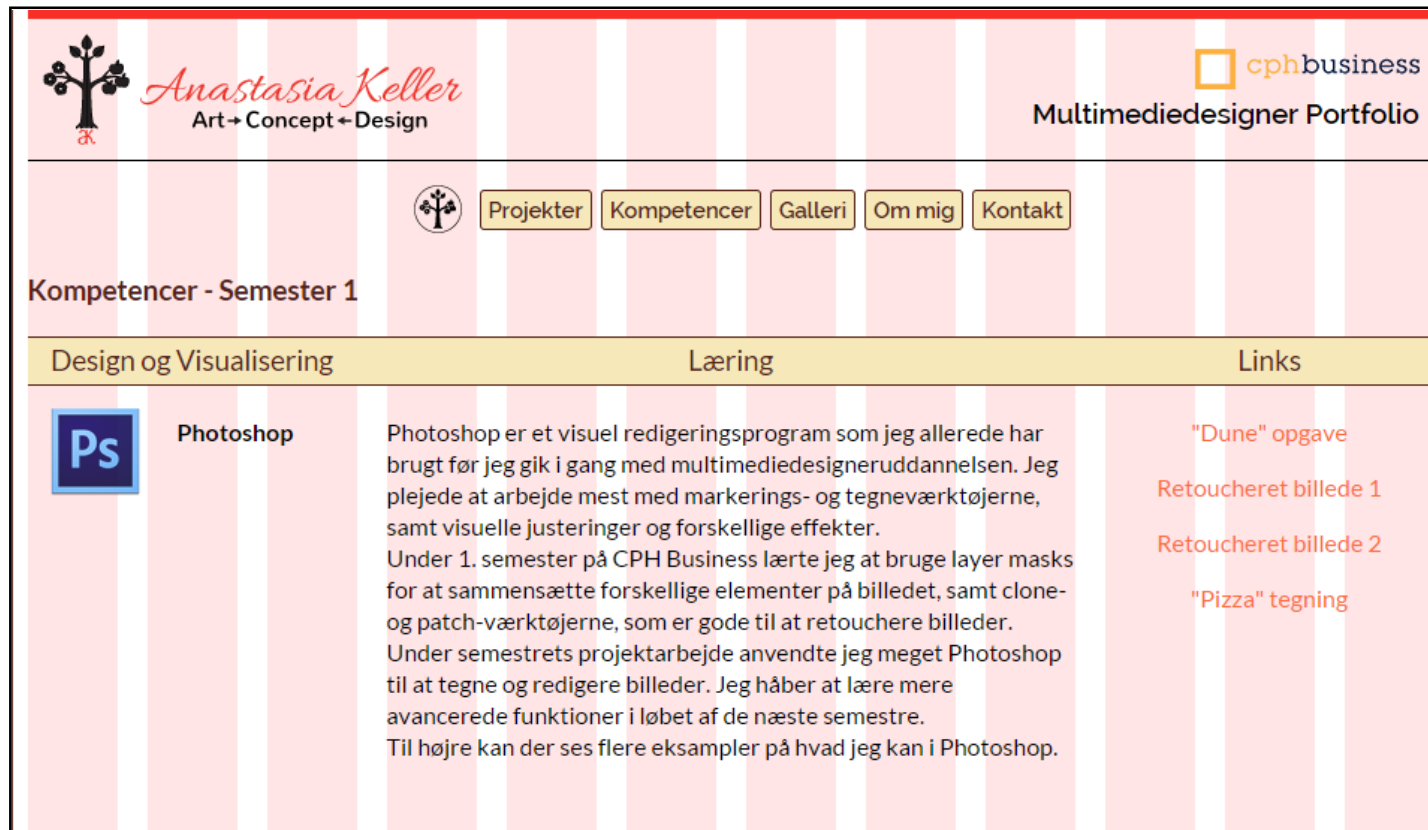 Anastasia Keller
Art→Concept←Design
AK
cphbusiness
Multimediedesigner Portfolio
Projekter Kompetencer Galleri Om mig Kontakt
Kompetencer - Semester 1
Design og Visualisering Læring Links
Ps
Photoshop
Photoshop er et visuel redigeringsprogram som jeg allerede har
brugt før jeg gik i gang med multimediedesigneruddannelsen. Jeg
plejede at arbejde mest med markerings- og tegneværktøjerne,
samt visuelle justeringer og forskellige effekter.
Under 1. semester på CPH Business lærte jeg at bruge layer masks
for at sammensætte forskellige elementer på billedet, samt clone-
og patch-værktøjerne, som er gode til at retouchere billeder.
Under semestrets projektarbejde anvendte jeg meget Photoshop
til at tegne og redigere billeder. Jeg håber at lære mere
avancerede funktioner i løbet af de næste semestre.
Til højre kan der ses flere eksampler på hvad jeg kan i Photoshop.
"Dune" opgave
Retoucheret billede 1
Retoucheret billede 2
"Pizza" tegning